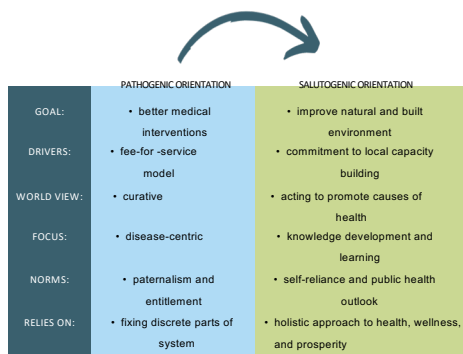 PATHOGENIC ORIENTATION
SALUTOGENIC ORIENTATION
GOAL:
• better medical
interventions
• improve natural and built
environment
DRIVERS:
• fee-for -service
model
• commitment to local capacity
building
WORLD VIEW:
• curative
• acting to promote causes of
health
FOCUS:
• disease-centric
• knowledge development and
learning
NORMS:
• paternalism and
entitlement
• self-reliance and public health
outlook
RELIES ON:
• fixing discrete parts of
system
• holistic approach to health, wellness,
and prosperity